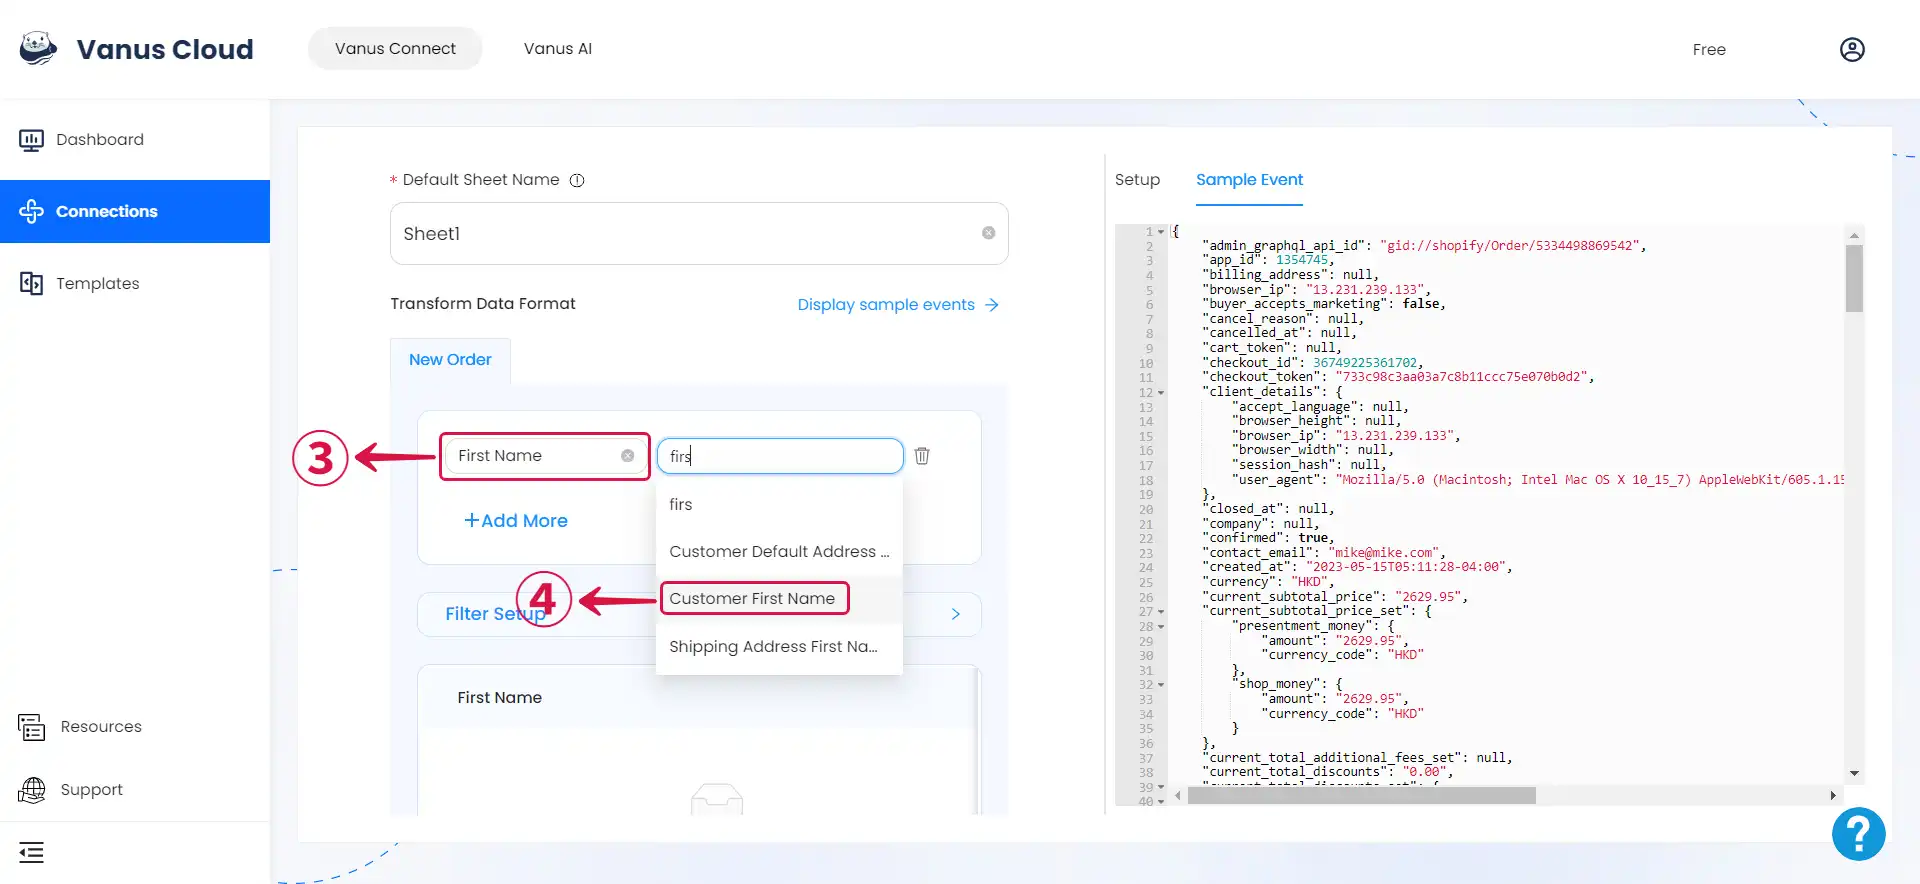 Vanus Cloud
Vanus Connect
Vanus AI
Free
Dashboard
Connections
Templates
Resources
Support
* Default Sheet Name
Sheet1
Transform Data Format
Display sample events
New Order
3
First Name
firs
+Add More
firs
Customer Default Address ...
4
Customer First Name
Shipping Address First Na...
Filter Setup
First Name
Setup
Sample Event
1 {
2 "admin_graphql_api_id": "gid://shopify/Order/5334498869542",
3 "app_id": 1354745,
4 "billing_address": null,
5 "browser_ip": "13.231.239.133",
6 "buyer_accepts_marketing": false,
7 "cancel_reason": null,
8 "cancelled_at": null,
9 "cart_token": null,
10 "checkout_id": 36749225361702,
11 "checkout_token": "733c98c3aa03a7c8b11ccc75e070b0d2",
12 "client_details": {
13 "accept_language": null,
14 "browser_height": null,
15 "browser_ip": "13.231.239.133",
16 "browser_width": null,
17 "session_hash": null,
18 "user_agent": "Mozilla/5.0 (Macintosh; Intel Mac OS X 10_15_7) AppleWebKit/605.1.15
19 },
20 "closed_at": null,
21 "company": null,
22 "confirmed": true,
23 "contact_email": "mike@mike.com",
24 "created_at": "2023-05-15T05:11:28-04:00",
25 "currency": "HKD",
26 "current_subtotal_price": "2629.95",
27 "current_subtotal_price_set": {
28 "presentment_money": {
29 "amount": "2629.95",
30 "currency_code": "HKD"
31 },
32 "shop_money": {
33 "amount": "2629.95",
34 "currency_code": "HKD"
35 }
36 },
37 "current_total_additional_fees_set": null,
38 "current_total_discounts": "0.00",
39
40
?